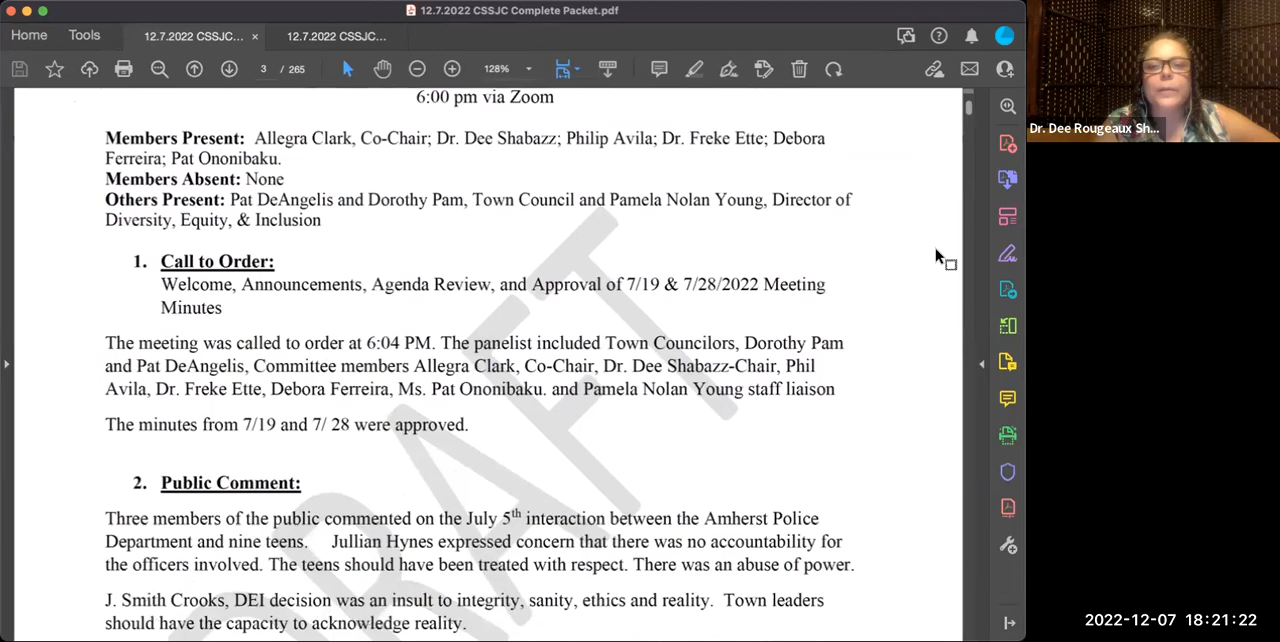 12.7.2022 CSSJC Complete Packet.pdf
Home Tools 12.7.2022 CSSJC... × 12.7.2022 CSSJC...
3 / 265 128%
6:00 pm via Zoom
Members Present: Allegra Clark, Co-Chair; Dr. Dee Shabazz; Philip Avila; Dr. Freke Ette; Debora
Ferreira; Pat Ononibaku.
Members Absent: None
Others Present: Pat DeAngelis and Dorothy Pam, Town Council and Pamela Nolan Young, Director of
Diversity, Equity, & Inclusion
1. Call to Order:
Welcome, Announcements, Agenda Review, and Approval of 7/19 & 7/28/2022 Meeting
Minutes
The meeting was called to order at 6:04 PM. The panelist included Town Councilors, Dorothy Pam
and Pat DeAngelis, Committee members Allegra Clark, Co-Chair, Dr. Dee Shabazz-Chair, Phil
Avila, Dr. Freke Ette, Debora Ferreira, Ms. Pat Ononibaku. and Pamela Nolan Young staff liaison
The minutes from 7/19 and 7/ 28 were approved.
2. Public Comment:
Three members of the public commented on the July 5th interaction between the Amherst Police
Department and nine teens. Jullian Hynes expressed concern that there was no accountability for
the officers involved. The teens should have been treated with respect. There was an abuse of power.
J. Smith Crooks, DEI decision was an insult to integrity, sanity, ethics and reality. Town leaders
should have the capacity to acknowledge reality.
DRAFT
Dr. Dee Rougeaux Sh...
2022-12-07 18:21:22